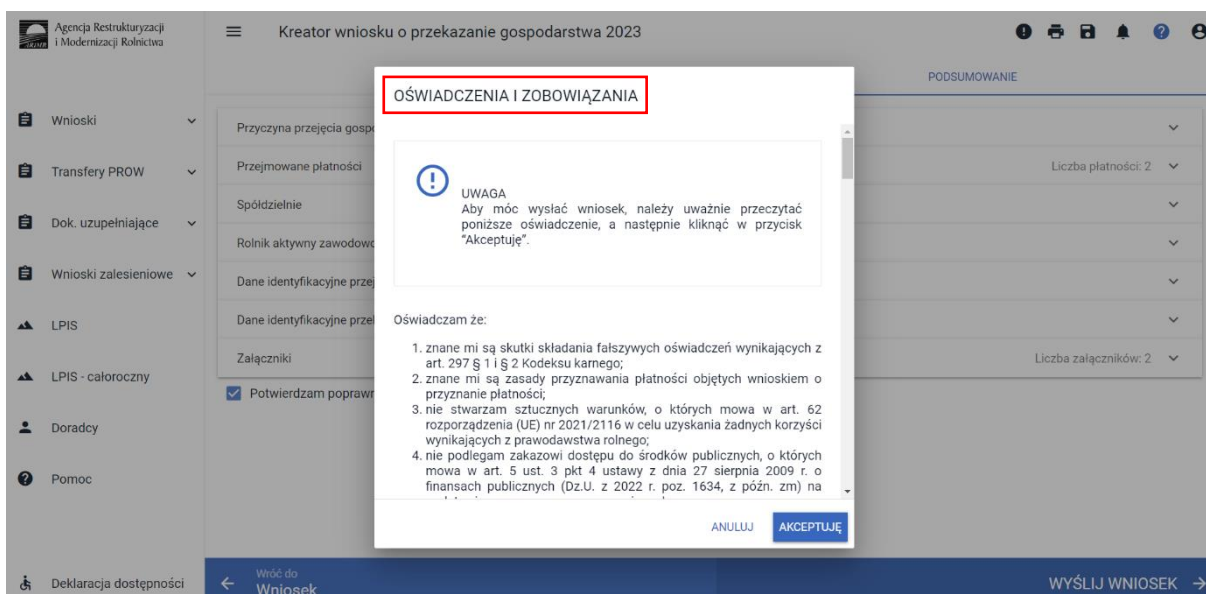 Agencja Restrukturyzacji
i Modernizacji Rolnictwa
ARiMR
Kreator wniosku o przekazanie gospodarstwa 2023
PODSUMOWANIE
Wnioski
Transfery PROW
Dok. uzupełniające
Wnioski zalesieniowe
LPIS
LPIS - całoroczny
Doradcy
Pomoc
Deklaracja dostępności
Przyczyna przejęcia
Przejmowane płatności
Liczba płatności: 2
Spółdzielnie
Rolnik aktywny
Dane identyfikacyjne
Dane identyfikacyjne
Załączniki
Liczba załączników: 2
Potwierdzam
OŚWIADCZENIA I ZOBOWIĄZANIA
UWAGA
Aby móc wysłać wniosek, należy uważnie przeczytać
poniższe oświadczenie, a następnie kliknąć w przycisk
"Akceptuję".
Oświadczam że:
1. znane mi są skutki składania fałszywych oświadczeń wynikających z
art. 297 § 1 i § 2 Kodeksu karnego;
2. znane mi są zasady przyznawania płatności objętych wnioskiem o
przyznanie płatności;
3. nie stwarzam sztucznych warunków, o których mowa w art. 62
rozporządzenia (UE) nr 2021/2116 w celu uzyskania żadnych korzyści
wynikających z prawodawstwa rolnego;
4. nie podlegam zakazowi dostępu do środków publicznych, o których
mowa w art. 5 ust. 3 pkt 4 ustawy z dnia 27 sierpnia 2009 r. o
finansach publicznych (Dz.U. z 2022 r. poz. 1634, z późn. zm) na
ANULUJ
AKCEPTUJĘ
Wróć do
Wniosek
WYŚLIJ WNIOSEK